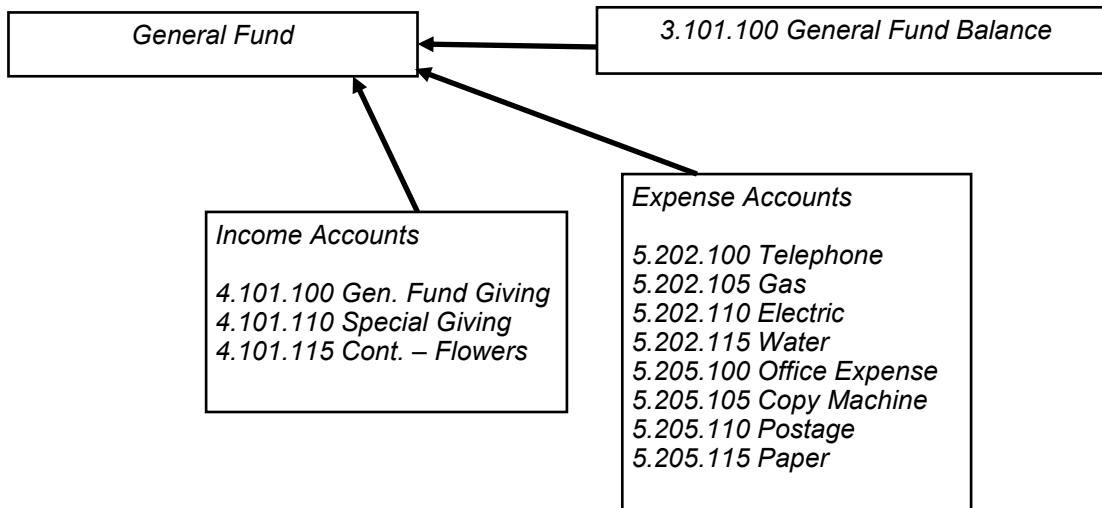 General Fund
3.101.100 General Fund Balance
Income Accounts
4.101.100 Gen. Fund Giving
4.101.110 Special Giving
4.101.115 Cont. – Flowers
Expense Accounts
5.202.100 Telephone
5.202.105 Gas
5.202.110 Electric
5.202.115 Water
5.205.100 Office Expense
5.205.105 Copy Machine
5.205.110 Postage
5.205.115 Paper